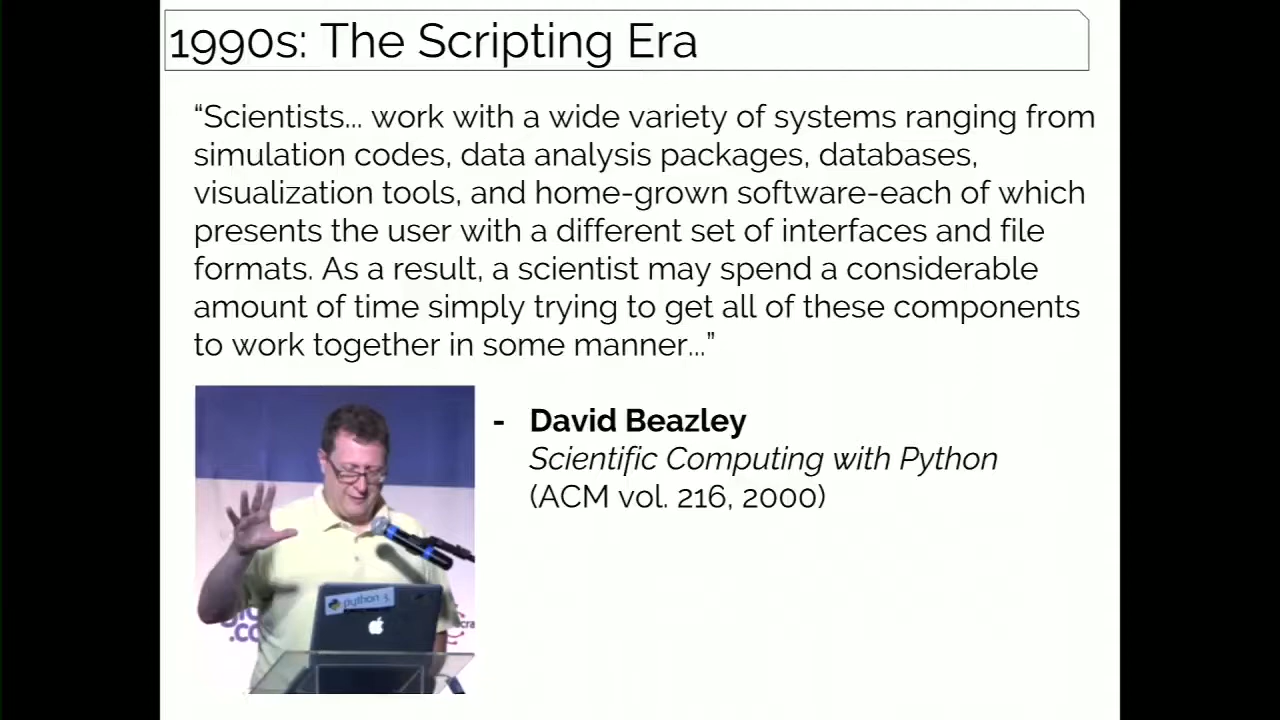 1990s: The Scripting Era
“Scientists... work with a wide variety of systems ranging from
simulation codes, data analysis packages, databases,
visualization tools, and home-grown software-each of which
presents the user with a different set of interfaces and file
formats. As a result, a scientist may spend a considerable
amount of time simply trying to get all of these components
to work together in some manner...”
- David Beazley
Scientific Computing with Python
(ACM vol. 216, 2000)
python 3
.co